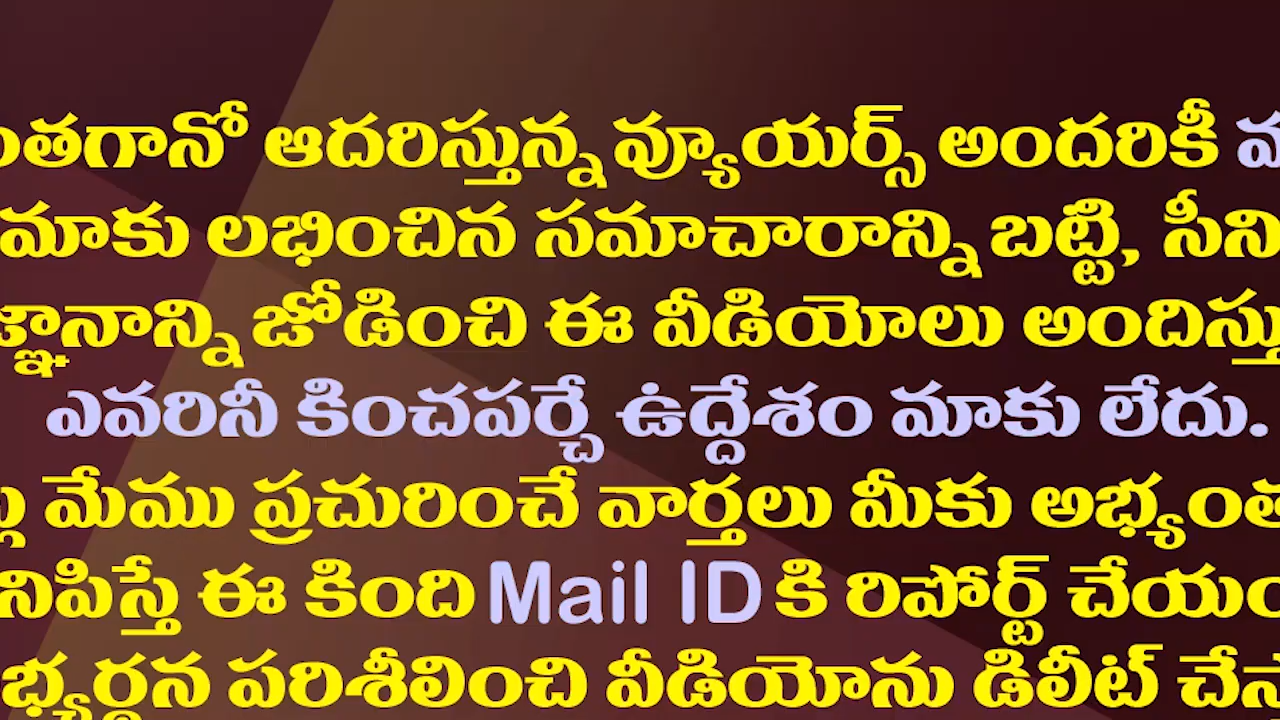 ంతగానో ఆదరిస్తున్న వ్యూయర్స్ అందరికీ
మాకు లభించిన సమాచారాన్ని బట్టి, సీని
జ్ఞానాన్ని జోడించి ఈ వీడియోలు అందిస్తు
ఎవరినీ కించపర్చే ఉద్దేశం మాకు లేదు.
మేము ప్రచురించే వార్తలు మీకు అభ్యంత
నిపిస్తే ఈ కింది Mail ID కి రిపోర్ట్ చేయం
భ్యర్థన పరిశీలించి వీడియోను డిలీట్ చేస